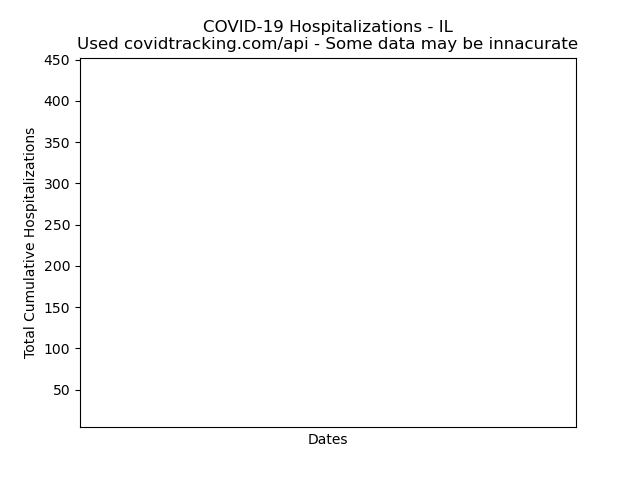 COVID-19 Hospitalizations - IL
Used covidtracking.com/api - Some data may be innacurate
450
400
350
300
250
200
150
100
50
Total Cumulative Hospitalizations
Dates